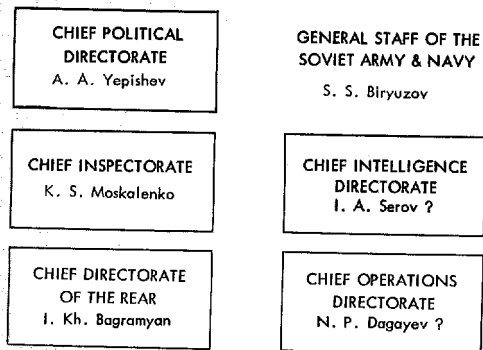 CHIEF POLITICAL
DIRECTORATE
A. A. Yepishev
GENERAL STAFF OF THE
SOVIET ARMY & NAVY
S. S. Biryuzov
CHIEF INSPECTORATE
K. S. Moskalenko
CHIEF INTELLIGENCE
DIRECTORATE
I. A. Serov ?
CHIEF DIRECTORATE
OF THE REAR
I. Kh. Bagramyan
CHIEF OPERATIONS
DIRECTORATE
N. P. Dagayev ?